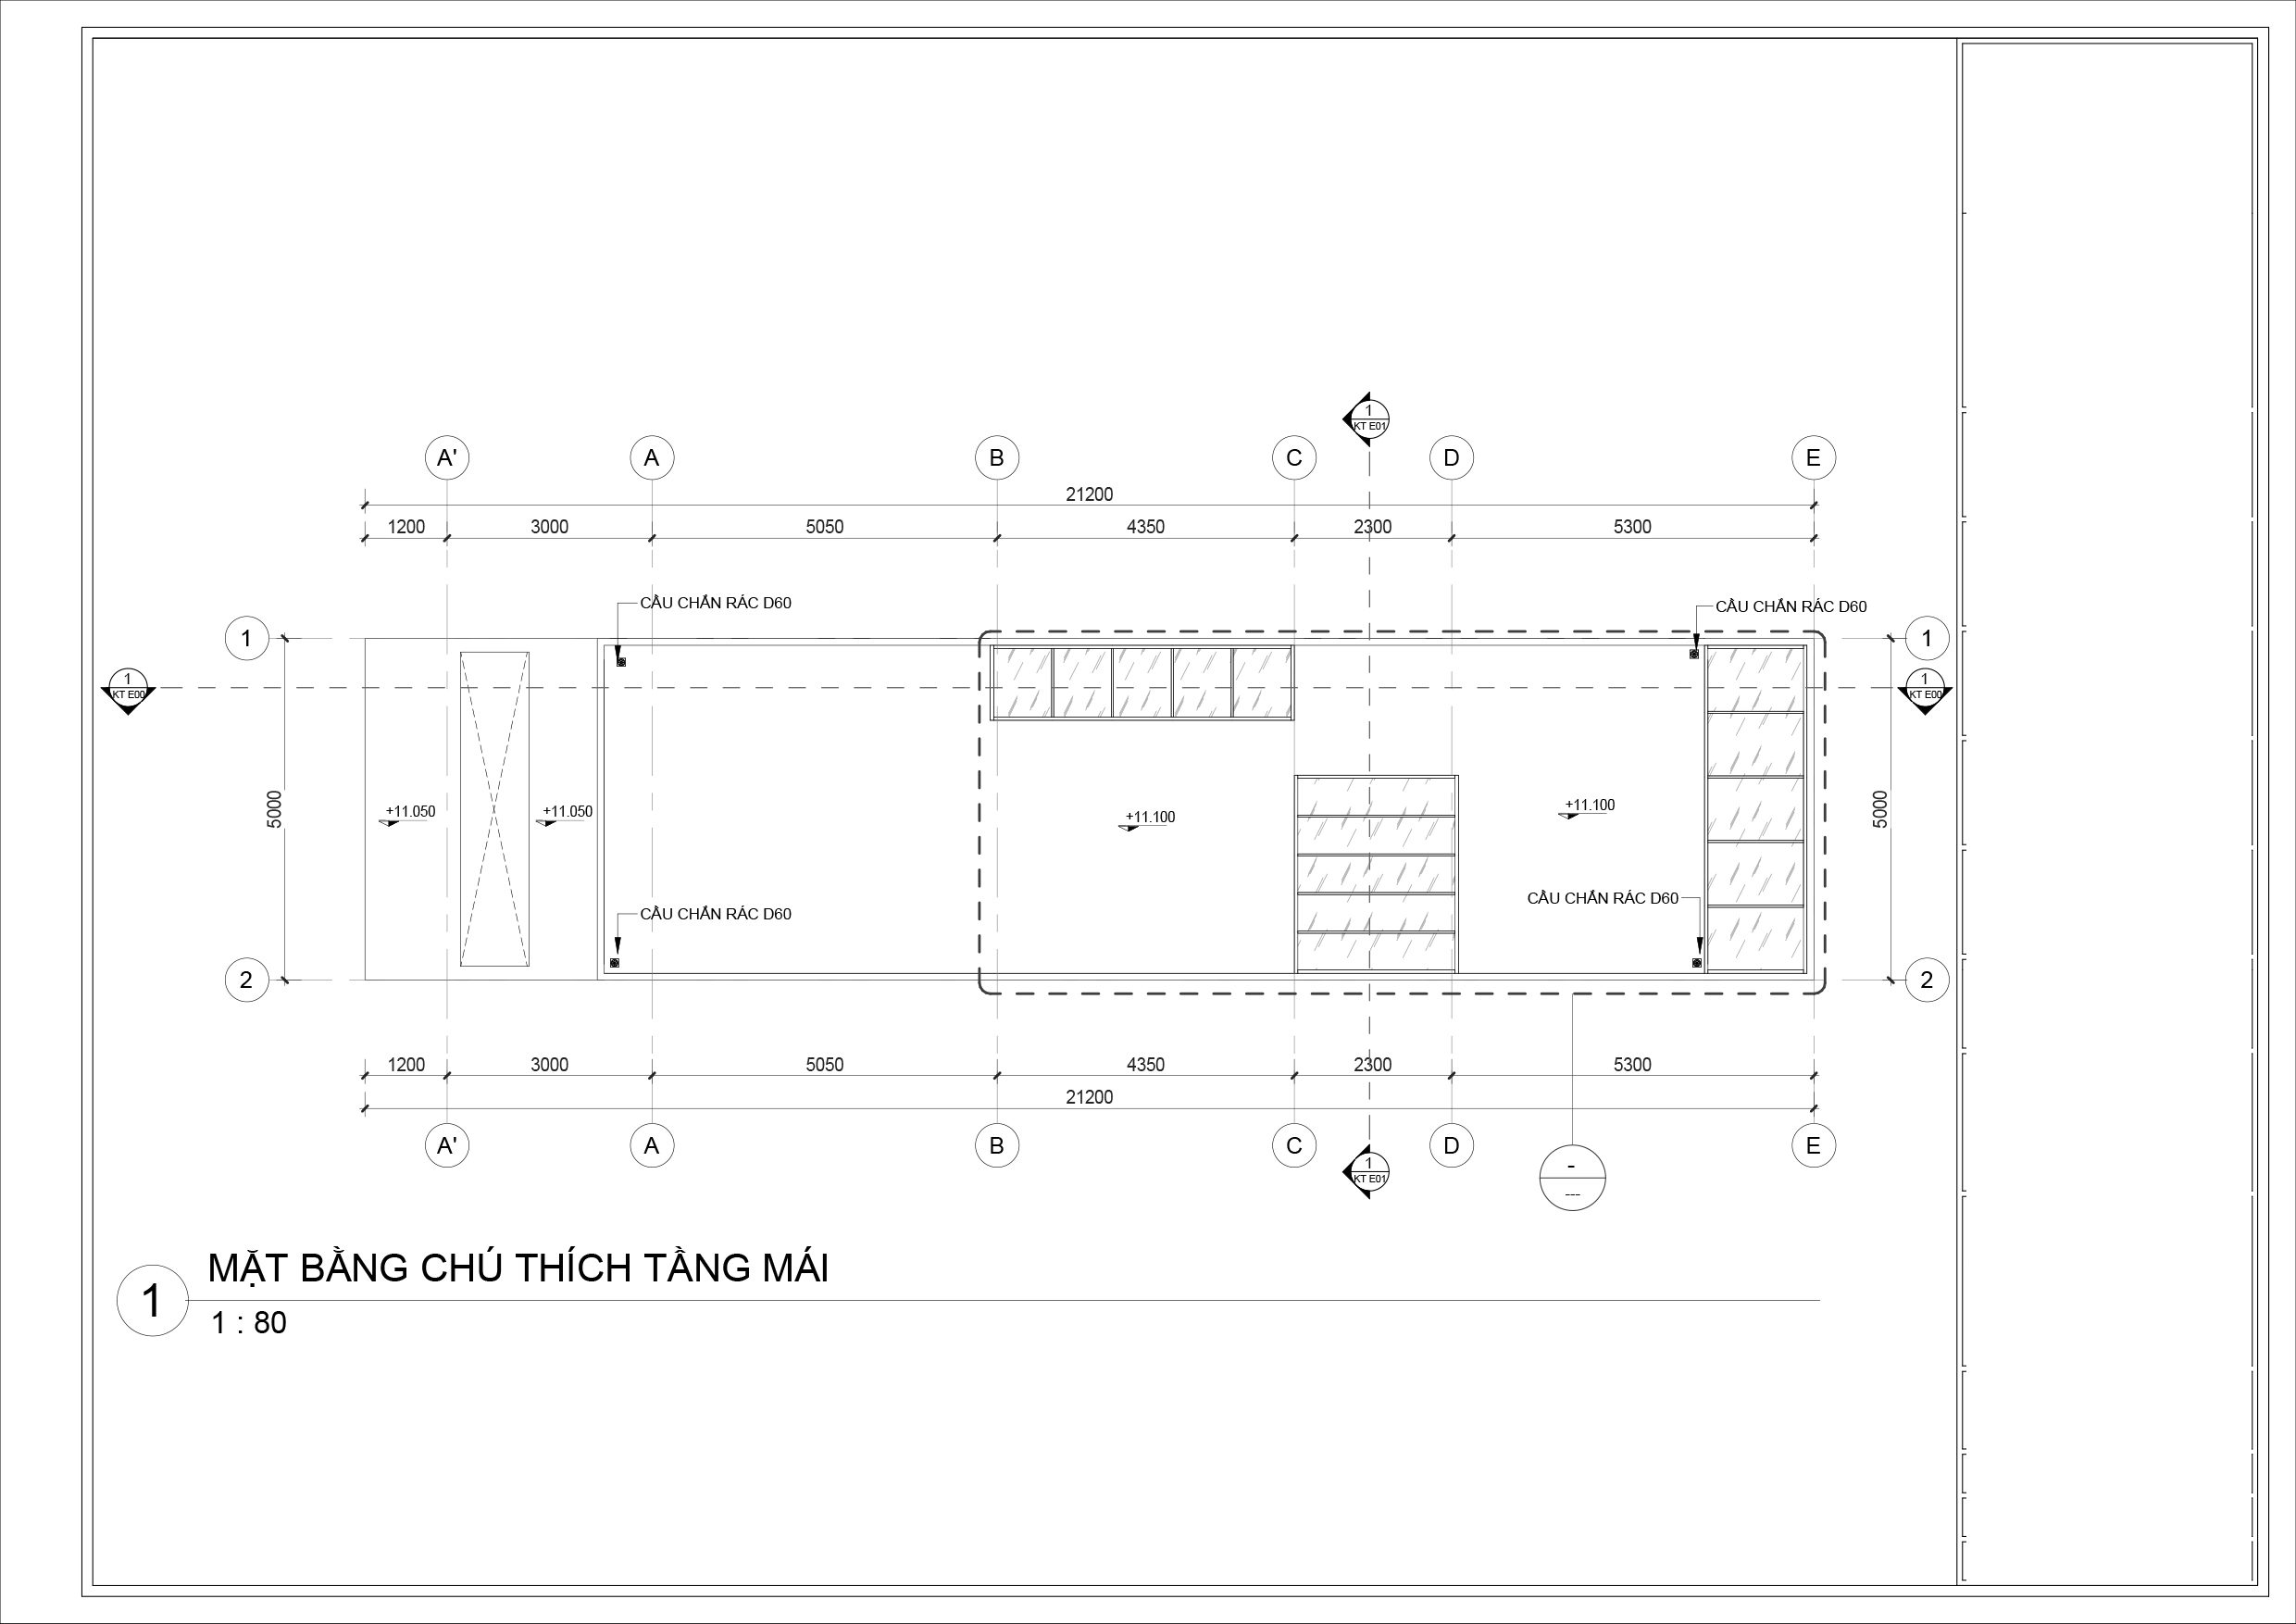 1
KT E01
A' A B C D E
21200
1200 3000 5050 4350 2300 5300
CẦU CHẮN RÁC D60 CẦU CHẮN RÁC D60
1 1
1 1
KT E00 KT E00
5000 +11.050 +11.050 +11.100 +11.100 5000
CẦU CHẮN RÁC D60
CẦU CHẮN RÁC D60
2 2
1200 3000 5050 4350 2300 5300
21200
A' A B C D E
1
KT E01
-
---
1 MẶT BẰNG CHÚ THÍCH TẦNG MÁI
1 : 80